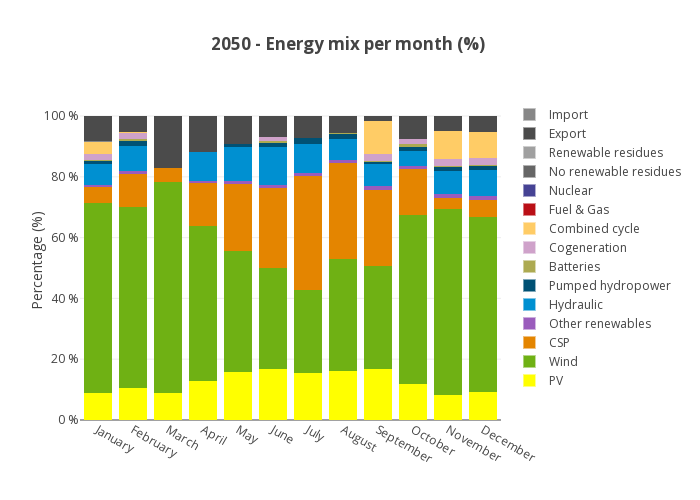 2050 - Energy mix per month (%)
Percentage (%)
100 %
80 %
60 %
40 %
20 %
0 %
January
February
March
April
May
June
July
August
September
October
November
December
Import
Export
Renewable residues
No renewable residues
Nuclear
Fuel & Gas
Combined cycle
Cogeneration
Batteries
Pumped hydropower
Hydraulic
Other renewables
CSP
Wind
PV